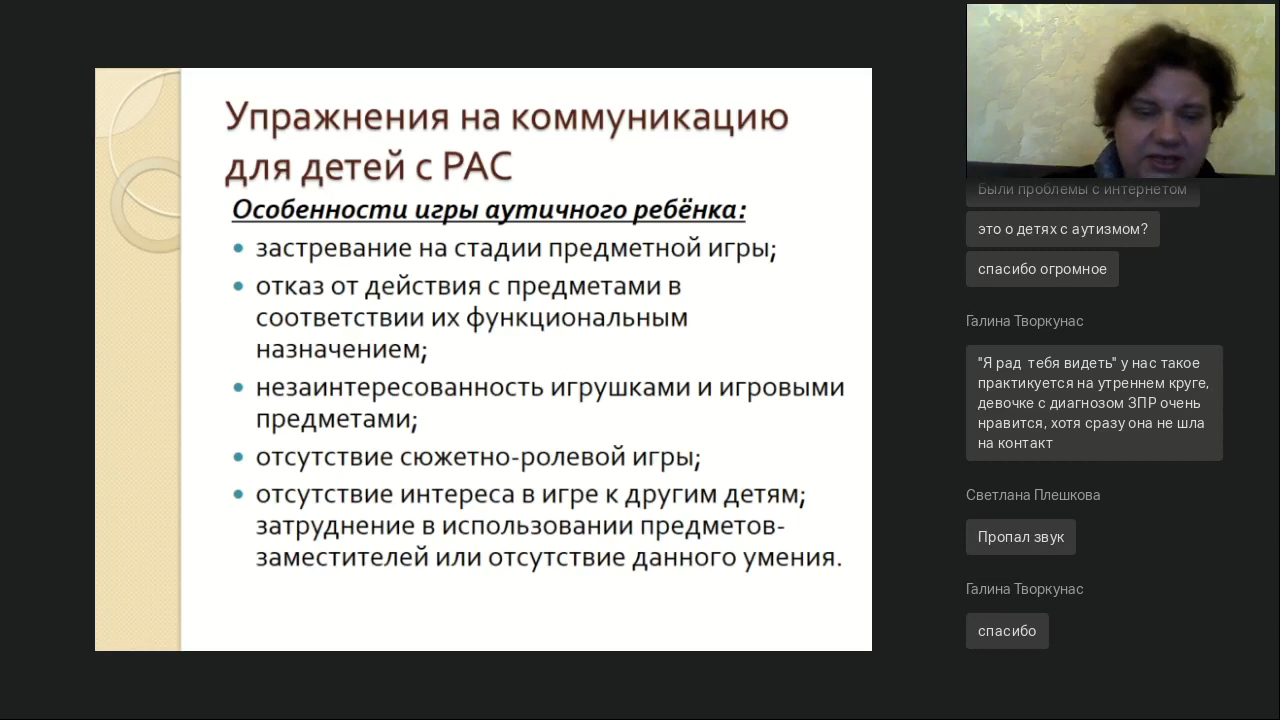 Упражнения на коммуникацию
для детей с РАС
Особенности игры аутичного ребёнка:
застревание на стадии предметной игры;
отказ от действия с предметами в
соответствии их функциональным
назначением;
незаинтересованность игрушками и игровыми
предметами;
отсутствие сюжетно-ролевой игры;
отсутствие интереса в игре к другим детям;
затруднение в использовании предметов-
заместителей или отсутствие данного умения.
Были проблемы с интернетом
это о детях с аутизмом?
спасибо огромное
Галина Творкунас
"Я рад тебя видеть" у нас такое
практикуется на утреннем круге,
девочке с диагнозом ЗПР очень
нравится, хотя сразу она не шла
на контакт
Светлана Плешкова
Пропал звук
Галина Творкунас
спасибо